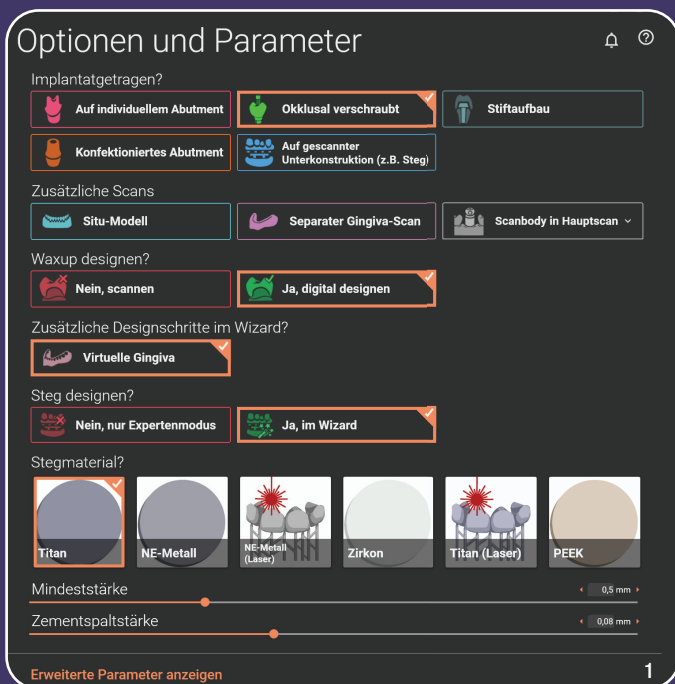 Optionen und Parameter
Implantatgetragen?
Auf individuellem Abutment
Okklusal verschraubt
Stiftaufbau
Konfektioniertes Abutment
Auf gescannter
Unterkonstruktion (z.B. Steg)
Zusätzliche Scans
Situ-Modell
Separater Gingiva-Scan
Scanbody in Hauptscan
Waxup designen?
Nein, scannen
Ja, digital designen
Zusätzliche Designschritte im Wizard?
Virtuelle Gingiva
Steg designen?
Nein, nur Expertenmodus
Ja, im Wizard
Stegmaterial?
Titan
NE-Metall
NE-Metall
(Laser)
Zirkon
Titan (Laser)
PEEK
Mindeststärke
0,5 mm
Zementspaltstärke
0,08 mm
Erweiterte Parameter anzeigen
1